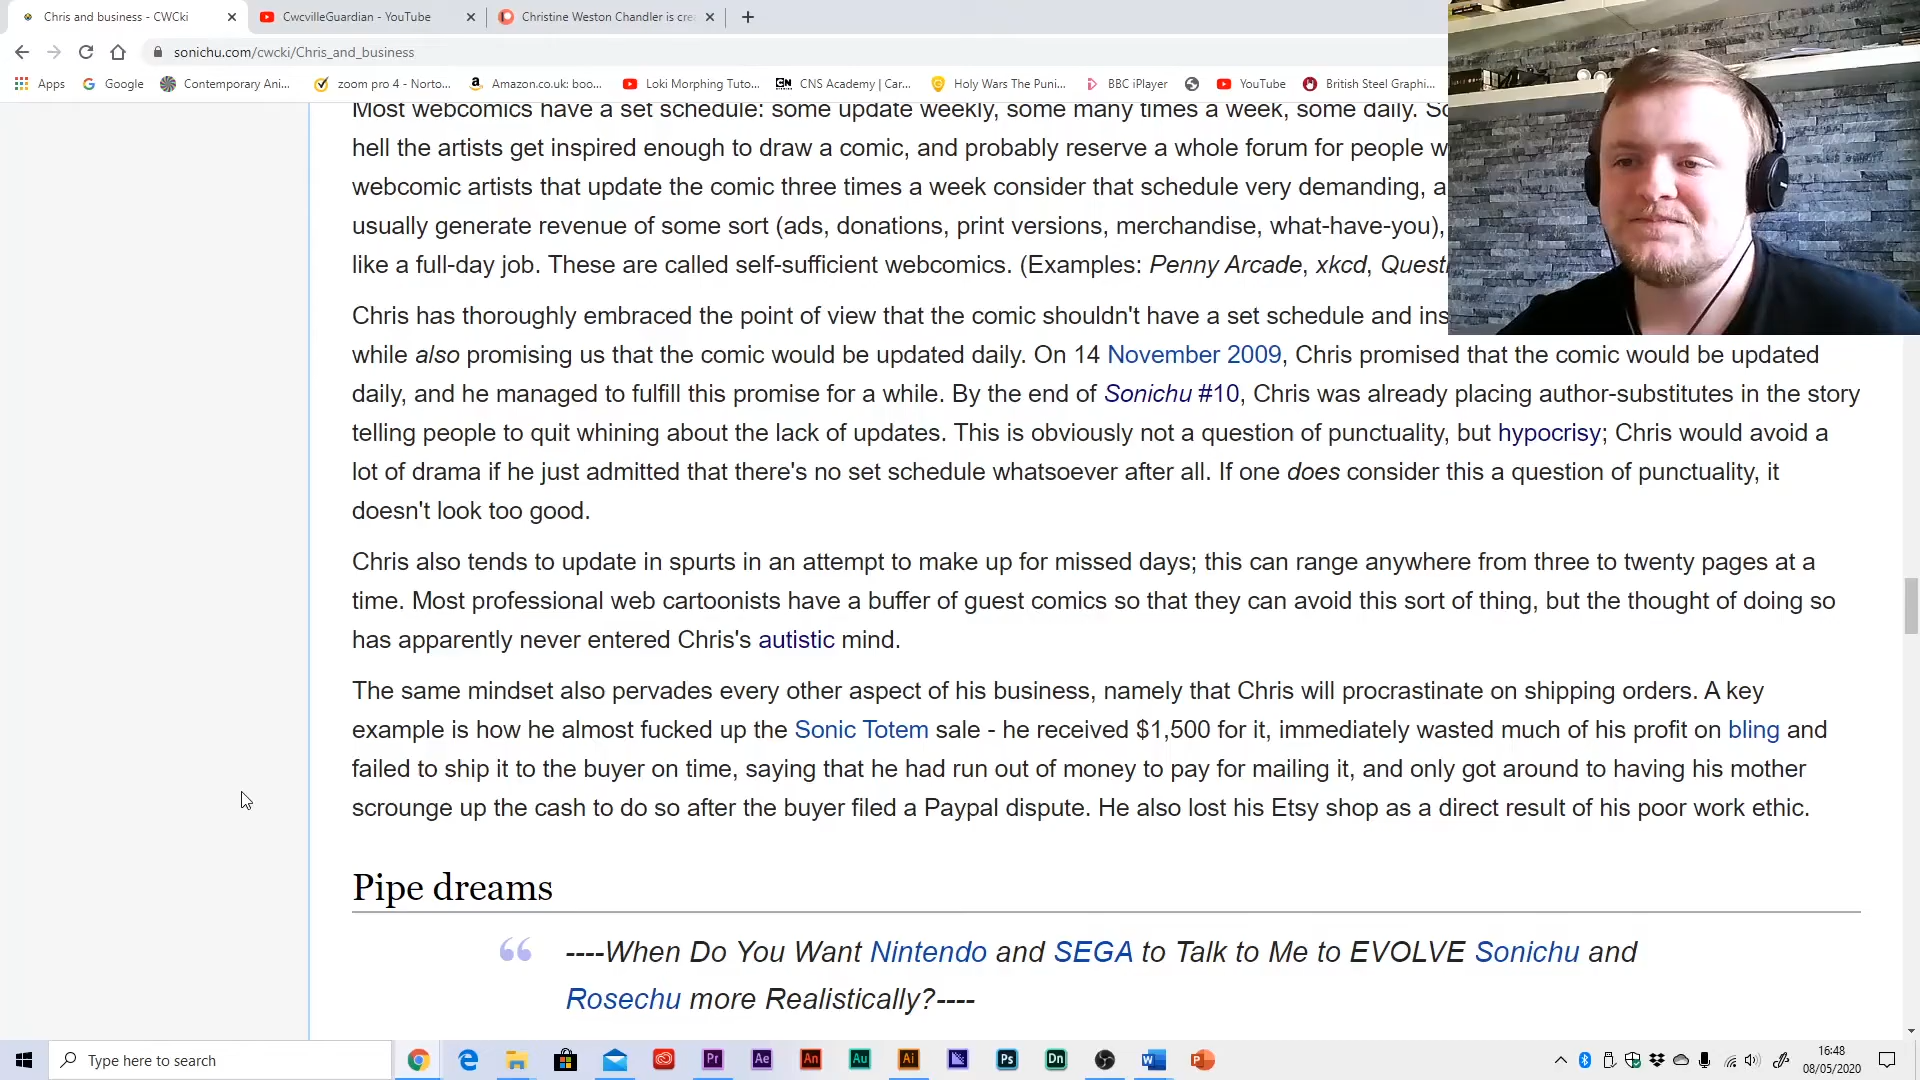 Chris and business - CWCki
CwcvilleGuardian - YouTube
Christine Weston Chandler is cre
sonichu.com/cwcki/Chris_and_business
Apps
Google
Contemporary Ani...
zoom pro 4 - Norto...
Amazon.co.uk: boo...
Loki Morphing Tuto...
CNS Academy | Car...
Holy Wars The Puni...
BBC iPlayer
YouTube
British Steel Graphi...
Most webcomics have a set schedule: some update weekly, some many times a week, some daily.
hell the artists get inspired enough to draw a comic, and probably reserve a whole forum for people
webcomic artists that update the comic three times a week consider that schedule very demanding,
usually generate revenue of some sort (ads, donations, print versions, merchandise, what-have-you),
like a full-day job. These are called self-sufficient webcomics. (Examples: Penny Arcade, xkcd,
Chris has thoroughly embraced the point of view that the comic shouldn't have a set schedule and
while also promising us that the comic would be updated daily. On 14 November 2009, Chris promised that the comic would be updated
daily, and he managed to fulfill this promise for a while. By the end of Sonichu #10, Chris was already placing author-substitutes in the story
telling people to quit whining about the lack of updates. This is obviously not a question of punctuality, but hypocrisy; Chris would avoid a
lot of drama if he just admitted that there's no set schedule whatsoever after all. If one does consider this a question of punctuality, it
doesn't look too good.
Chris also tends to update in spurts in an attempt to make up for missed days; this can range anywhere from three to twenty pages at a
time. Most professional web cartoonists have a buffer of guest comics so that they can avoid this sort of thing, but the thought of doing so
has apparently never entered Chris's autistic mind.
The same mindset also pervades every other aspect of his business, namely that Chris will procrastinate on shipping orders. A key
example is how he almost fucked up the Sonic Totem sale - he received $1,500 for it, immediately wasted much of his profit on bling and
failed to ship it to the buyer on time, saying that he had run out of money to pay for mailing it, and only got around to having his mother
scrounge up the cash to do so after the buyer filed a Paypal dispute. He also lost his Etsy shop as a direct result of his poor work ethic.
Pipe dreams
----When Do You Want Nintendo and SEGA to Talk to Me to EVOLVE Sonichu and
Rosechu more Realistically?----
Type here to search
Pr
Ae
An
Au
Ai
Ps
Dn
16:48
08/05/2020